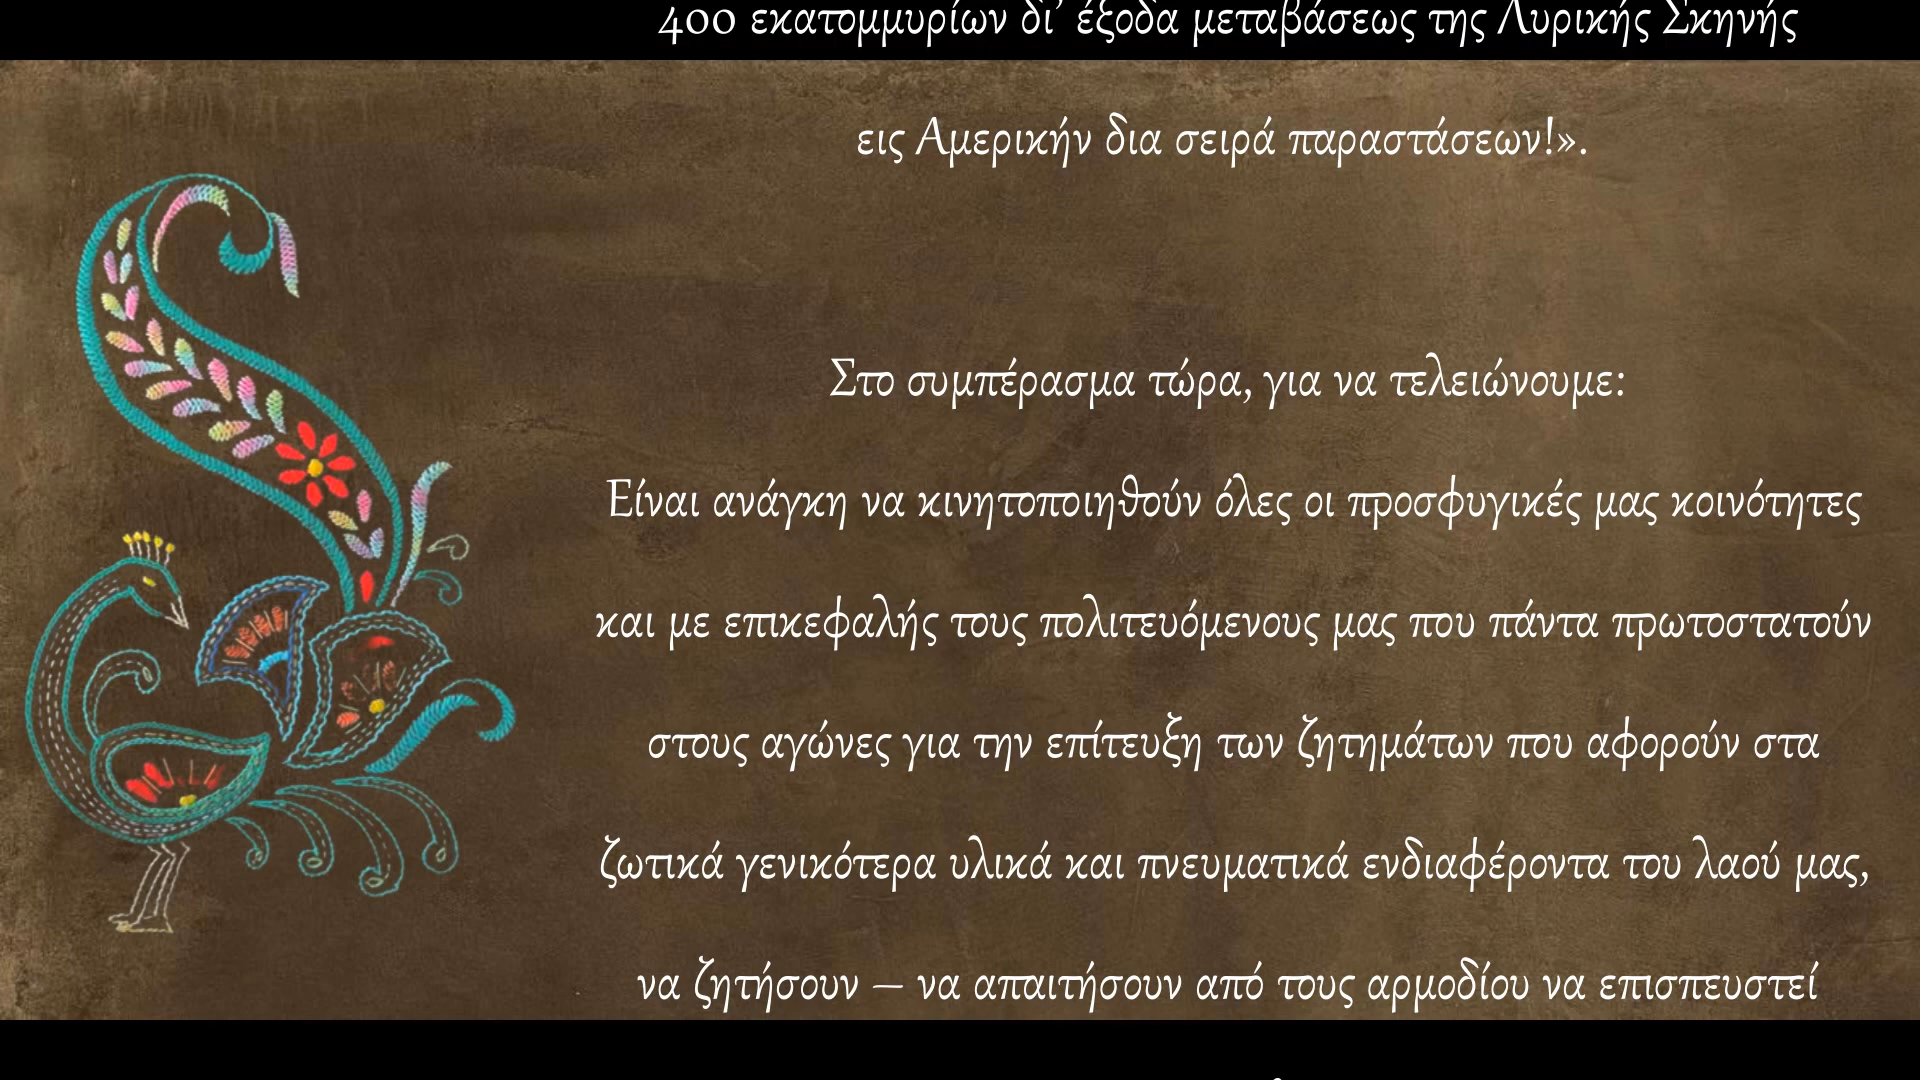 400 εκατομμυρίων δι’ έξοδα μεταβάσεως της Λυρικής Σκηνής
εις Αμερικήν δια σειρά παραστάσεων!».
Στο συμπέρασμα τώρα, για να τελειώνουμε:
Είναι ανάγκη να κινητοποιηθούν όλες οι προσφυγικές μας κοινότητες
και με επικεφαλής τους πολιτευόμενους μας που πάντα πρωτοστατούν
στους αγώνες για την επίτευξη των ζητημάτων που αφορούν στα
ζωτικά γενικότερα υλικά και πνευματικά ενδιαφέροντα του λαού μας,
να ζητήσουν – να απαιτήσουν από τους αρμοδίου να επισπευστεί